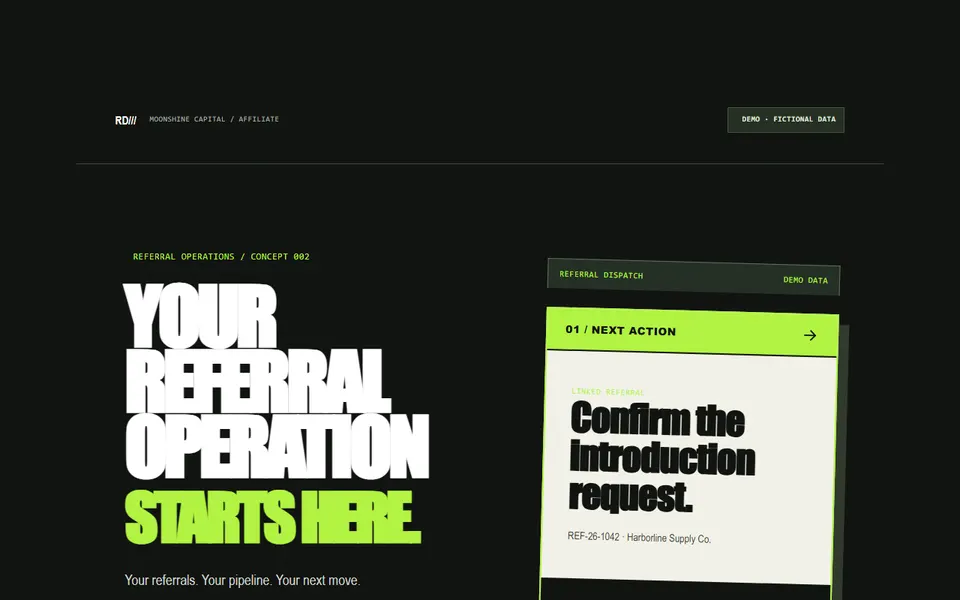 RD///
MOONSHINE CAPITAL / AFFILIATE
DEMO · FICTIONAL DATA
REFERRAL OPERATIONS / CONCEPT 002
YOUR
REFERRAL
OPERATION
STARTS HERE.
Your referrals. Your pipeline. Your next move.
REFERRAL DISPATCH
DEMO DATA
01 / NEXT ACTION
→
LINKED REFERRAL
Confirm the
introduction
request.
REF-26-1042 · Harborline Supply Co.